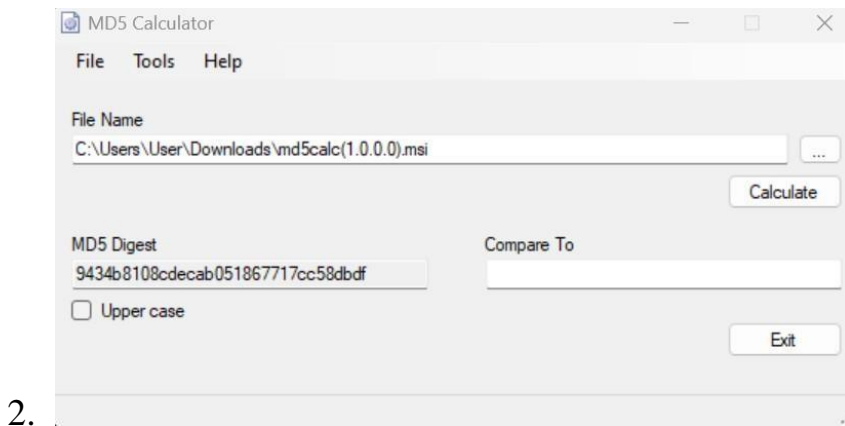 MD5 Calculator
File Tools Help
File Name
C:\Users\User\Downloads\md5calc(1.0.0.0).msi
...
Calculate
MD5 Digest Compare To
9434b8108cdecab051867717cc58dbdf
Upper case
Exit
2.